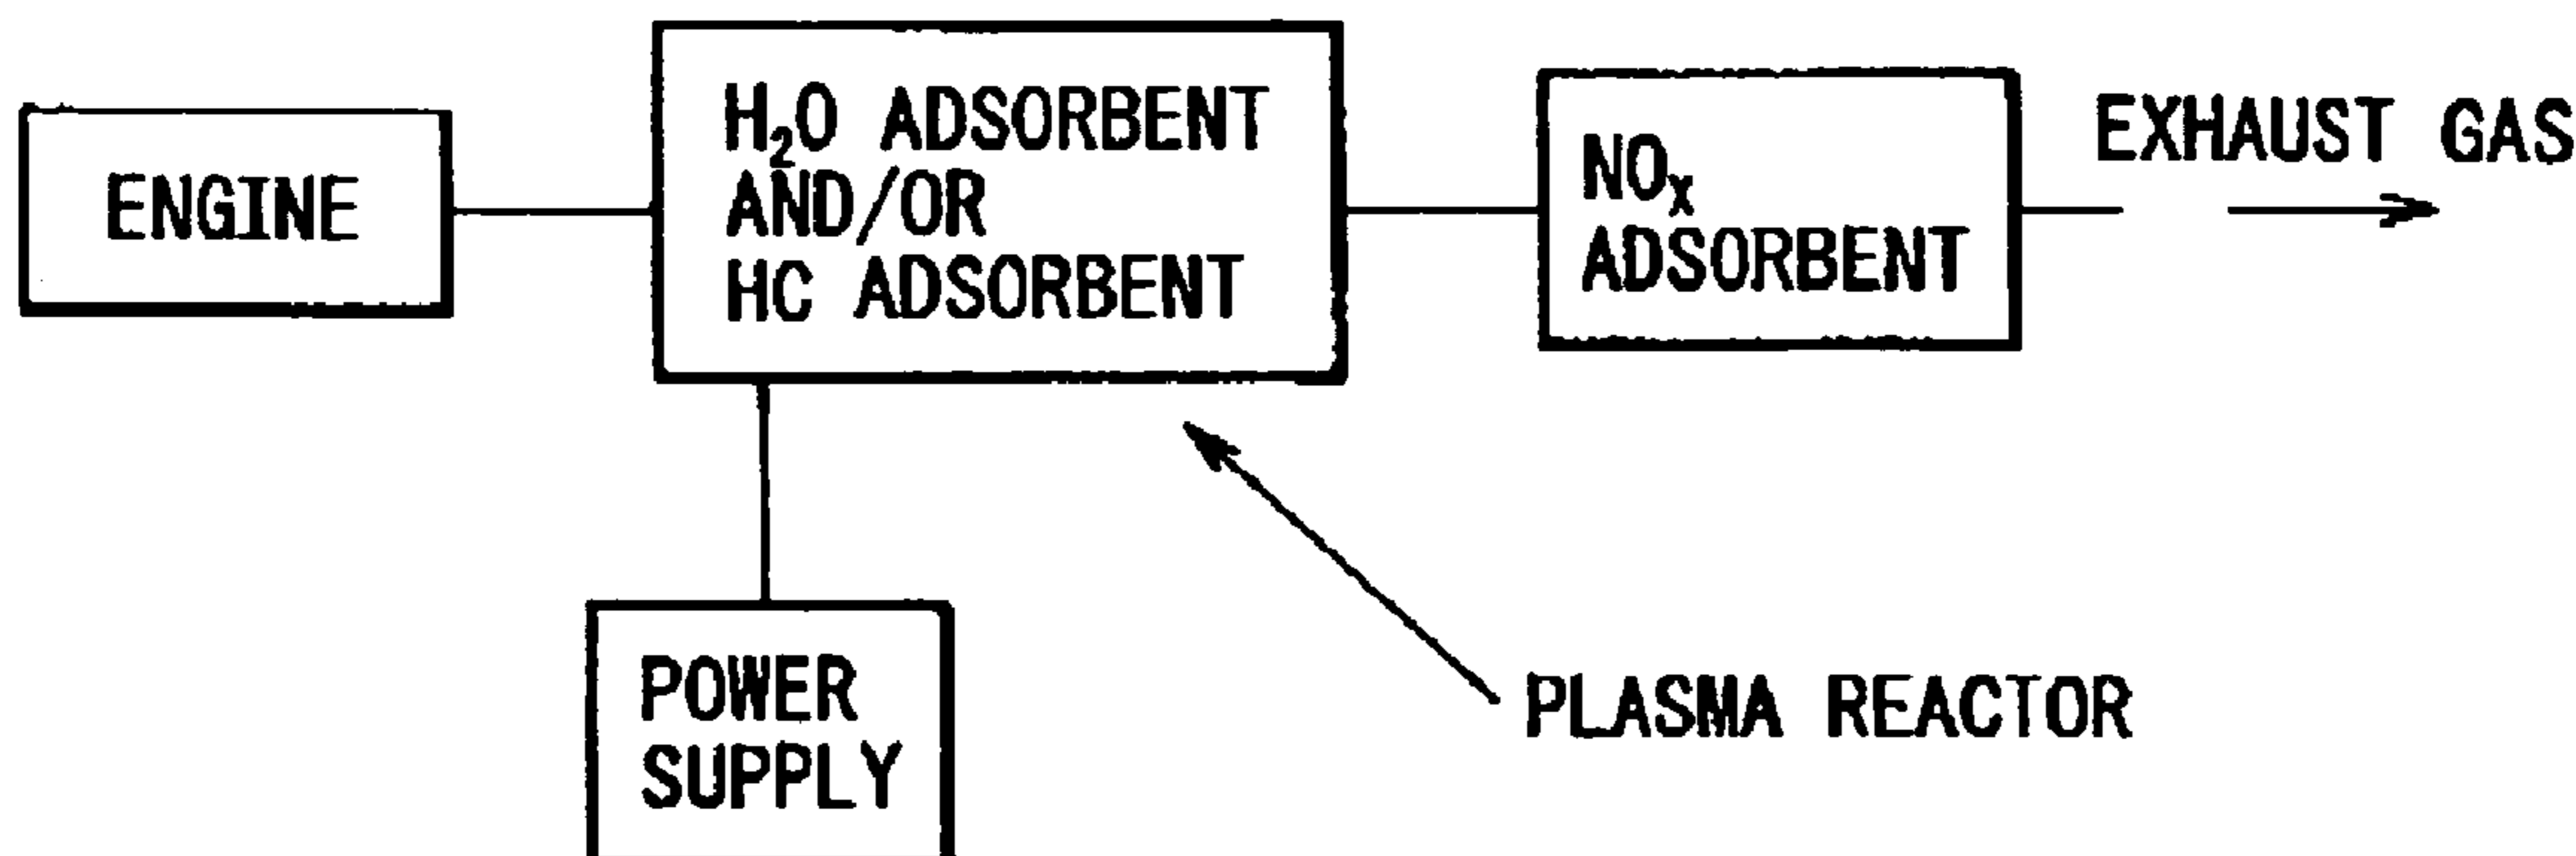 ENGINE
H₂O ADSORBENT
AND/OR
HC ADSORBENT
NOₓ
ADSORBENT
EXHAUST GAS
POWER
SUPPLY
PLASMA REACTOR